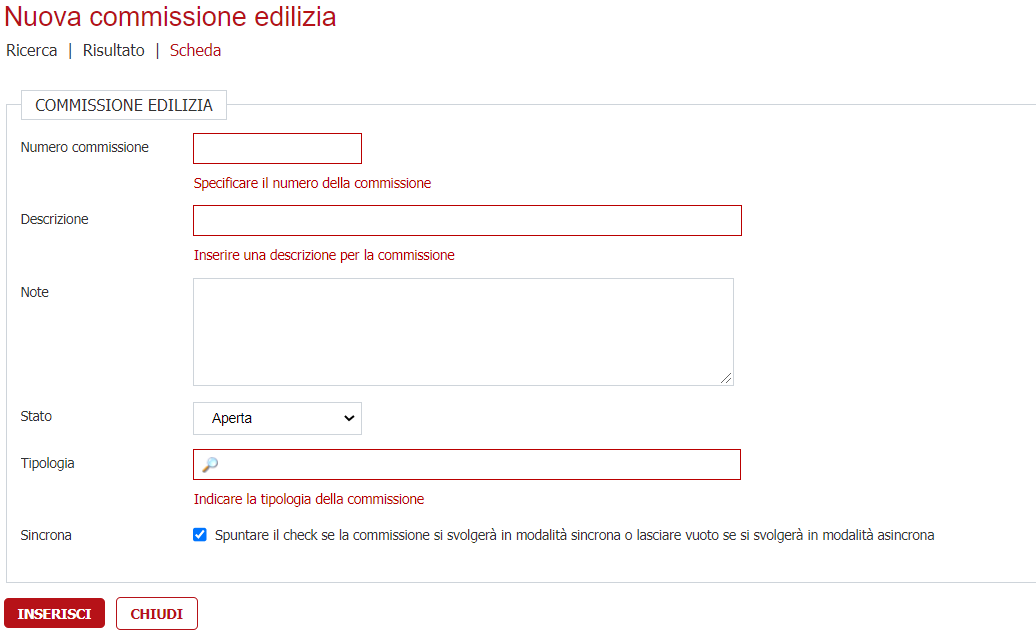 Nuova commissione edilizia
Ricerca | Risultato | Scheda
COMMISSIONE EDILIZIA
Numero commissione
Specificare il numero della commissione
Descrizione
Inserire una descrizione per la commissione
Note
Stato Aperta
Tipologia
Indicare la tipologia della commissione
Sincrona Spuntare il check se la commissione si svolgerà in modalità sincrona o lasciare vuoto se si svolgerà in modalità asincrona
INSERISCI CHIUDI